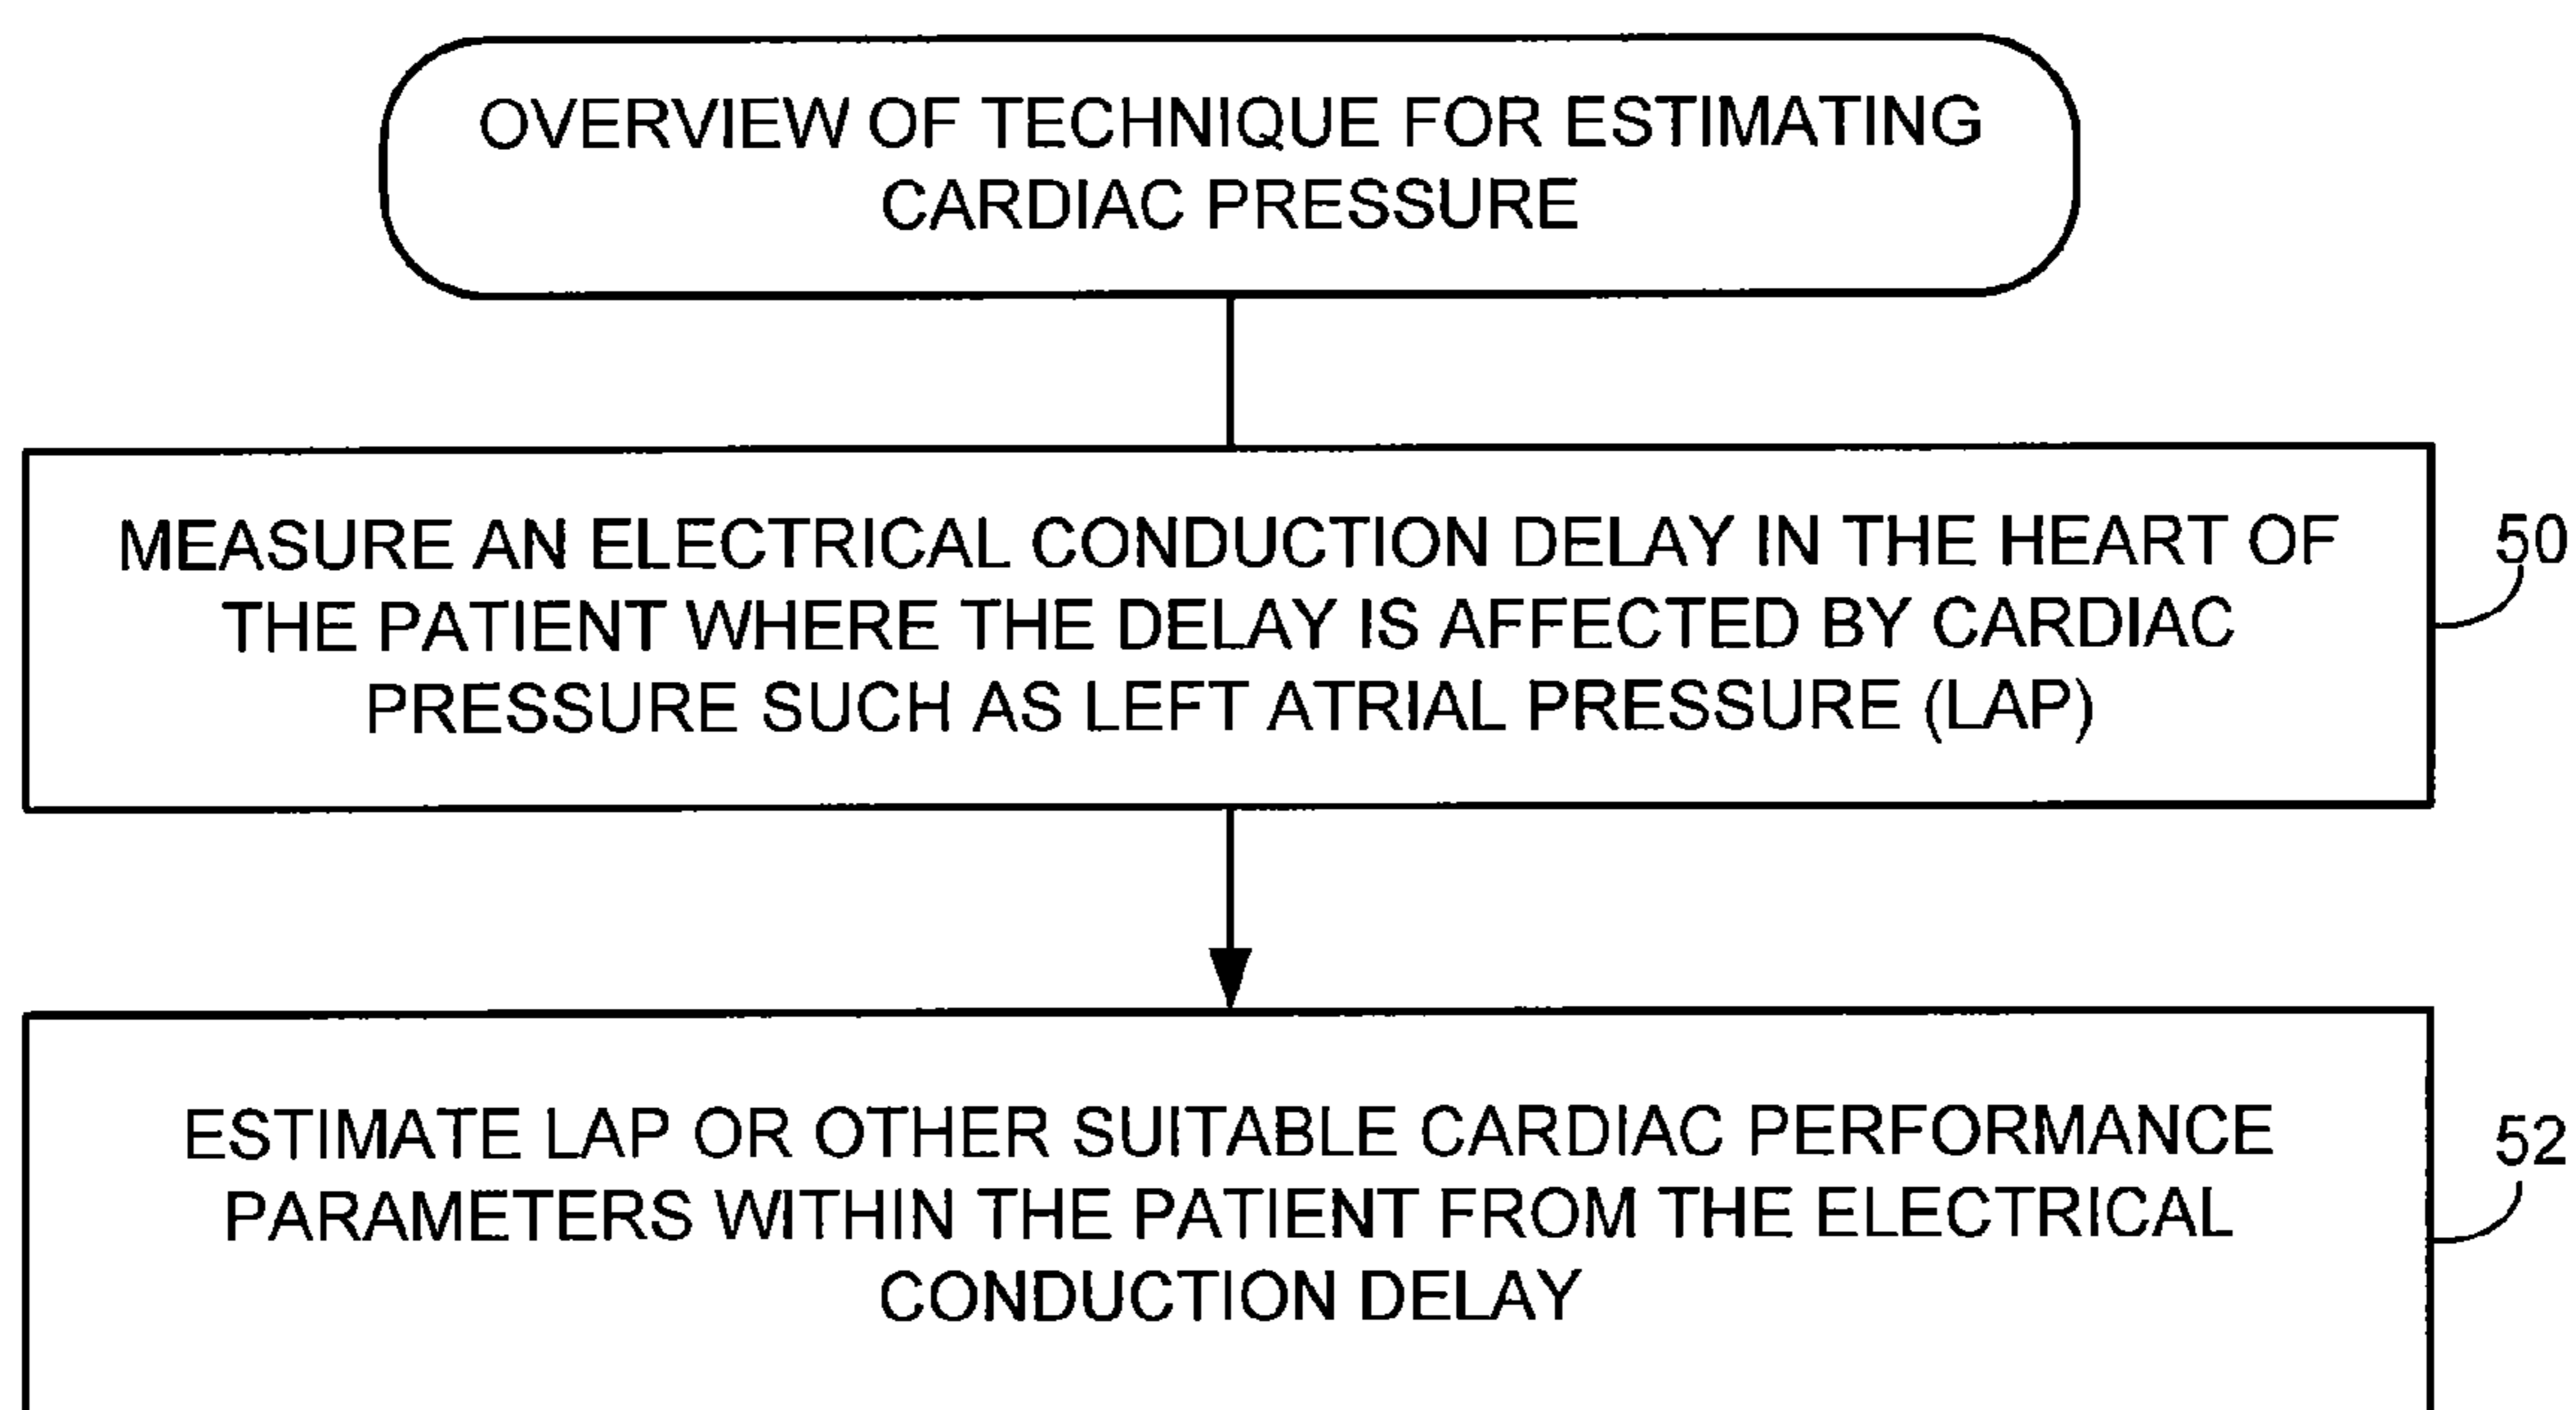 OVERVIEW OF TECHNIQUE FOR ESTIMATING
CARDIAC PRESSURE
MEASURE AN ELECTRICAL CONDUCTION DELAY IN THE HEART OF
THE PATIENT WHERE THE DELAY IS AFFECTED BY CARDIAC
PRESSURE SUCH AS LEFT ATRIAL PRESSURE (LAP)
50
ESTIMATE LAP OR OTHER SUITABLE CARDIAC PERFORMANCE
PARAMETERS WITHIN THE PATIENT FROM THE ELECTRICAL
CONDUCTION DELAY
52